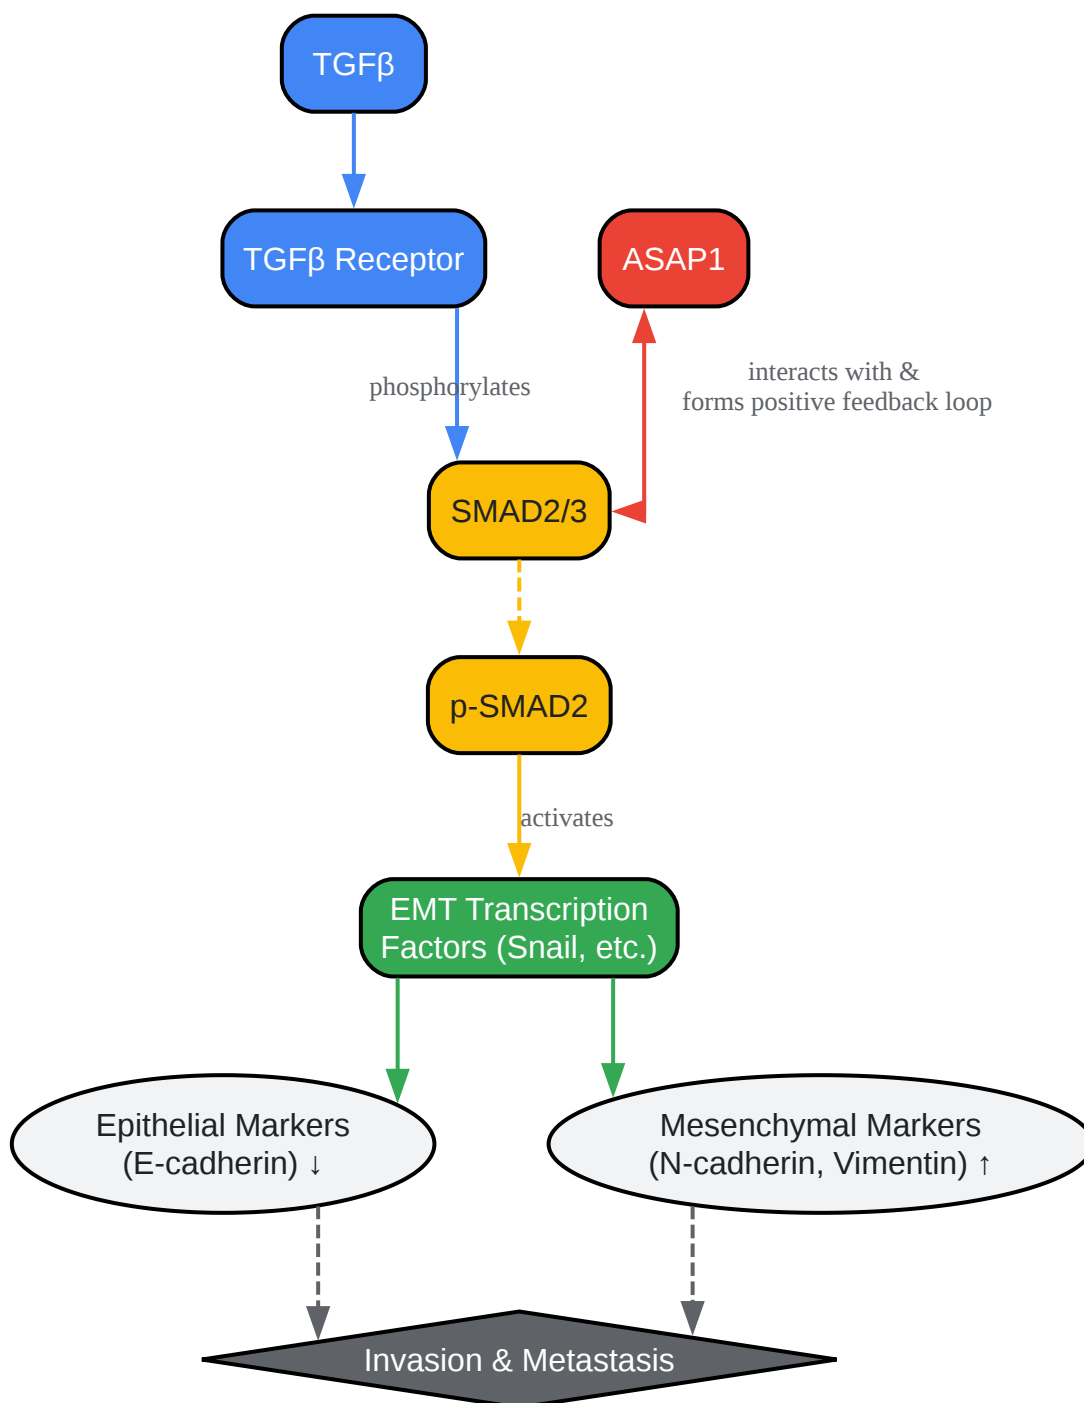 TGFβ
TGFβ Receptor
ASAP1
phosphorylates
interacts with &
forms positive feedback loop
SMAD2/3
p-SMAD2
activates
EMT Transcription
Factors (Snail, etc.)
Epithelial Markers
(E-cadherin) ↓
Mesenchymal Markers
(N-cadherin, Vimentin) ↑
Invasion & Metastasis